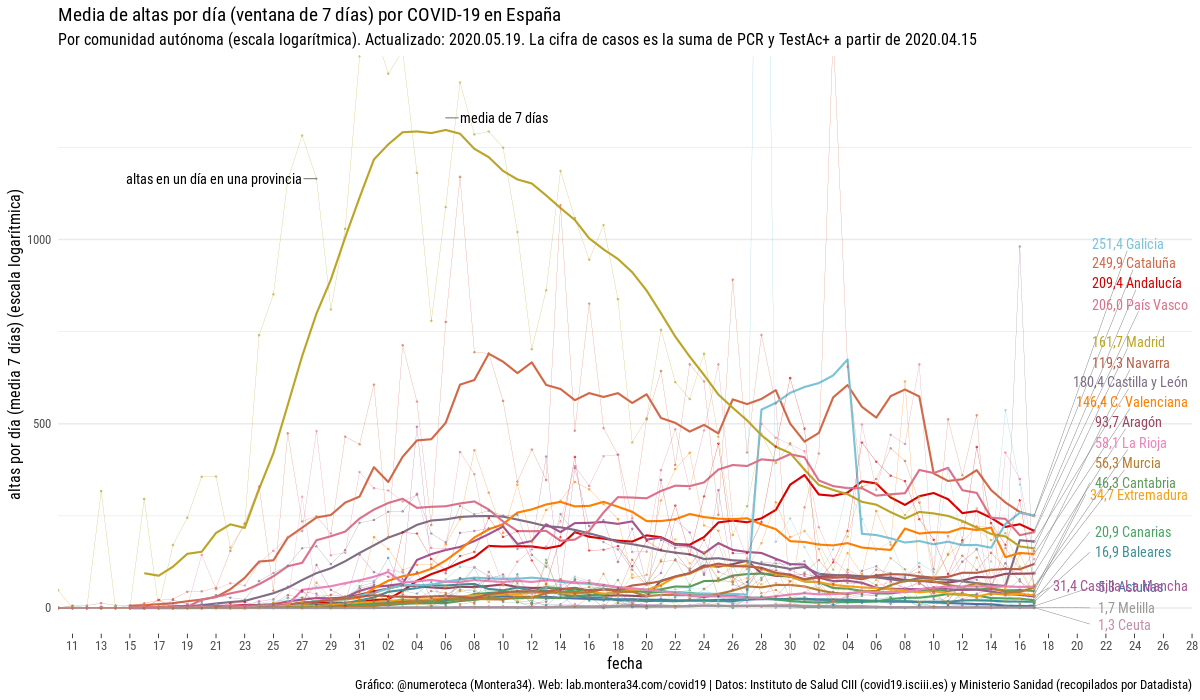 Media de altas por día (ventana de 7 días) por COVID-19 en España
Por comunidad autónoma (escala logarítmica). Actualizado: 2020.05.19. La cifra de casos es la suma de PCR y TestAc+ a partir de 2020.04.15
media de 7 días
altas en un día en una provincia
altas por día (media 7 días) (escala logarítmica)
1000
500
0
251,4 Galicia
249,9 Cataluña
209,4 Andalucía
206,0 País Vasco
161,7 Madrid
119,3 Navarra
180,4 Castilla y León
146,4 C. Valenciana
93,7 Aragón
58,1 La Rioja
56,3 Murcia
46,3 Cantabria
34,7 Extremadura
20,9 Canarias
16,9 Baleares
31,4 Castilla La Mancha
Asturias
1,7 Melilla
1,3 Ceuta
11 13 15 17 19 21 23 25 27 29 31 02 04 06 08 10 12 14 16 18 20 22 24 26 28 30 02 04 06 08 10 12 14 16 18 20 22 24 26 28
fecha
Gráfico: @numeroteca (Montera34). Web: lab.montera34.com/covid19 | Datos: Instituto de Salud CIII (covid19.isciii.es) y Ministerio Sanidad (recopilados por Datadista)